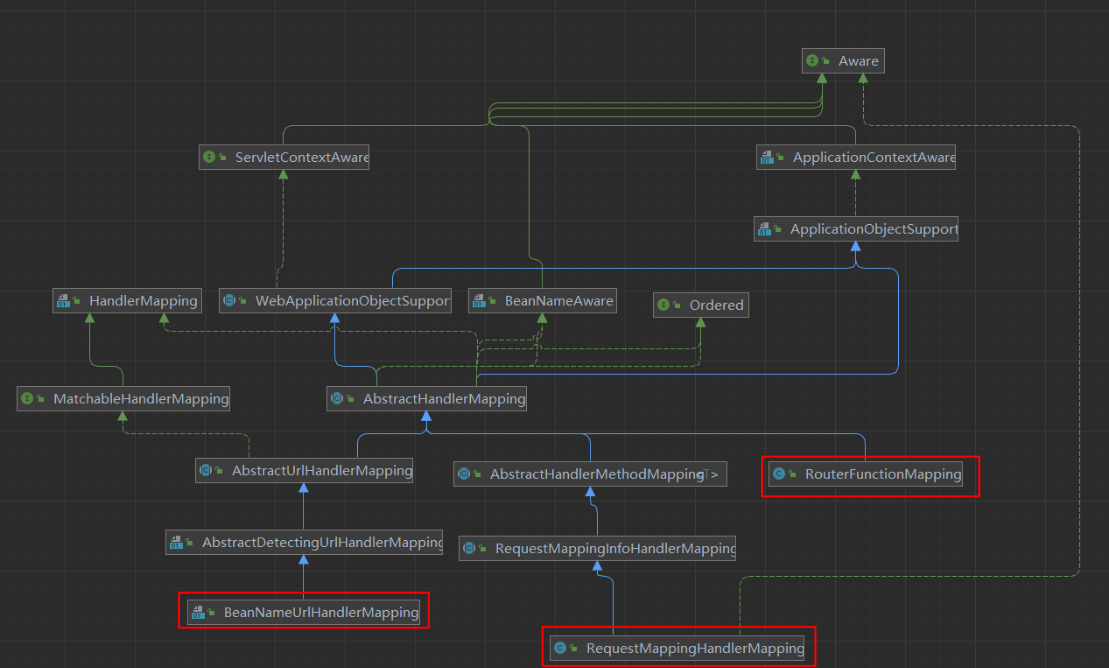 Aware
ServletContextAware
ApplicationContextAware
ApplicationObjectSupport
HandlerMapping
WebApplicationObjectSuppor
BeanNameAware
Ordered
MatchableHandlerMapping
AbstractHandlerMapping
AbstractUrlHandlerMapping
AbstractHandlerMethodMapping<T>
RouterFunctionMapping
AbstractDetectingUrlHandlerMapping
RequestMappingInfoHandlerMapping
BeanNameUrlHandlerMapping
RequestMappingHandlerMapping